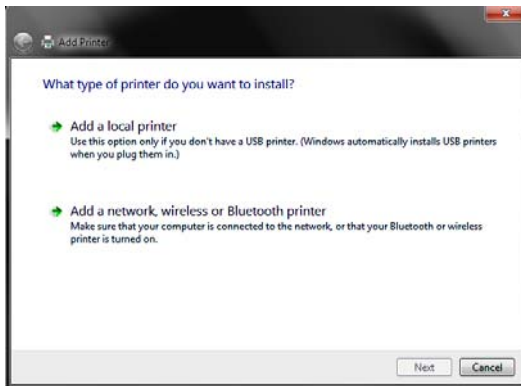 Add Printer
What type of printer do you want to install?
Add a local printer
Use this option only if you don't have a USB printer. (Windows automatically installs USB printers
when you plug them in.)
Add a network, wireless or Bluetooth printer
Make sure that your computer is connected to the network, or that your Bluetooth or wireless
printer is turned on.
Next Cancel